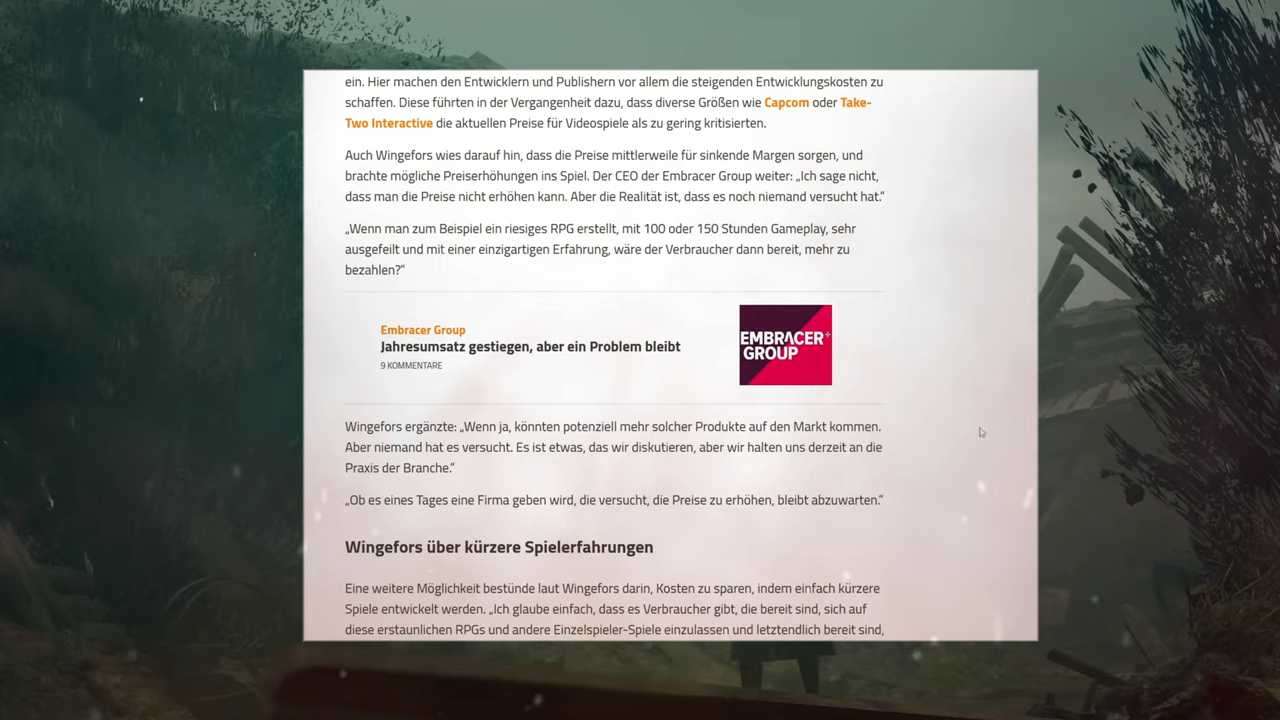 ein. Hier machen den Entwicklern und Publishern vor allem die steigenden Entwicklungskosten zu
schaffen. Diese führten in der Vergangenheit dazu, dass diverse Größen wie Capcom oder Take-
Two Interactive die aktuellen Preise für Videospiele als zu gering kritisierten.
Auch Wingefors wies darauf hin, dass die Preise mittlerweile für sinkende Margen sorgen, und
brachte mögliche Preiserhöhungen ins Spiel. Der CEO der Embracer Group weiter: „Ich sage nicht,
dass man die Preise nicht erhöhen kann. Aber die Realität ist, dass es noch niemand versucht hat.“
„Wenn man zum Beispiel ein riesiges RPG erstellt, mit 100 oder 150 Stunden Gameplay, sehr
ausgefeilt und mit einer einzigartigen Erfahrung, wäre der Verbraucher dann bereit, mehr zu
bezahlen?“
Embracer Group
Jahresumsatz gestiegen, aber ein Problem bleibt
9 KOMMENTARE
EMBRACER+
GROUP
Wingefors ergänzte: „Wenn ja, könnten potenziell mehr solcher Produkte auf den Markt kommen.
Aber niemand hat es versucht. Es ist etwas, das wir diskutieren, aber wir halten uns derzeit an die
Praxis der Branche.“
„Ob es eines Tages eine Firma geben wird, die versucht, die Preise zu erhöhen, bleibt abzuwarten.“
Wingefors über kürzere Spielerfahrungen
Eine weitere Möglichkeit bestünde laut Wingefors darin, Kosten zu sparen, indem einfach kürzere
Spiele entwickelt werden. „Ich glaube einfach, dass es Verbraucher gibt, die bereit sind, sich auf
diese erstaunlichen RPGs und andere Einzelspieler-Spiele einzulassen und letztendlich bereit sind,